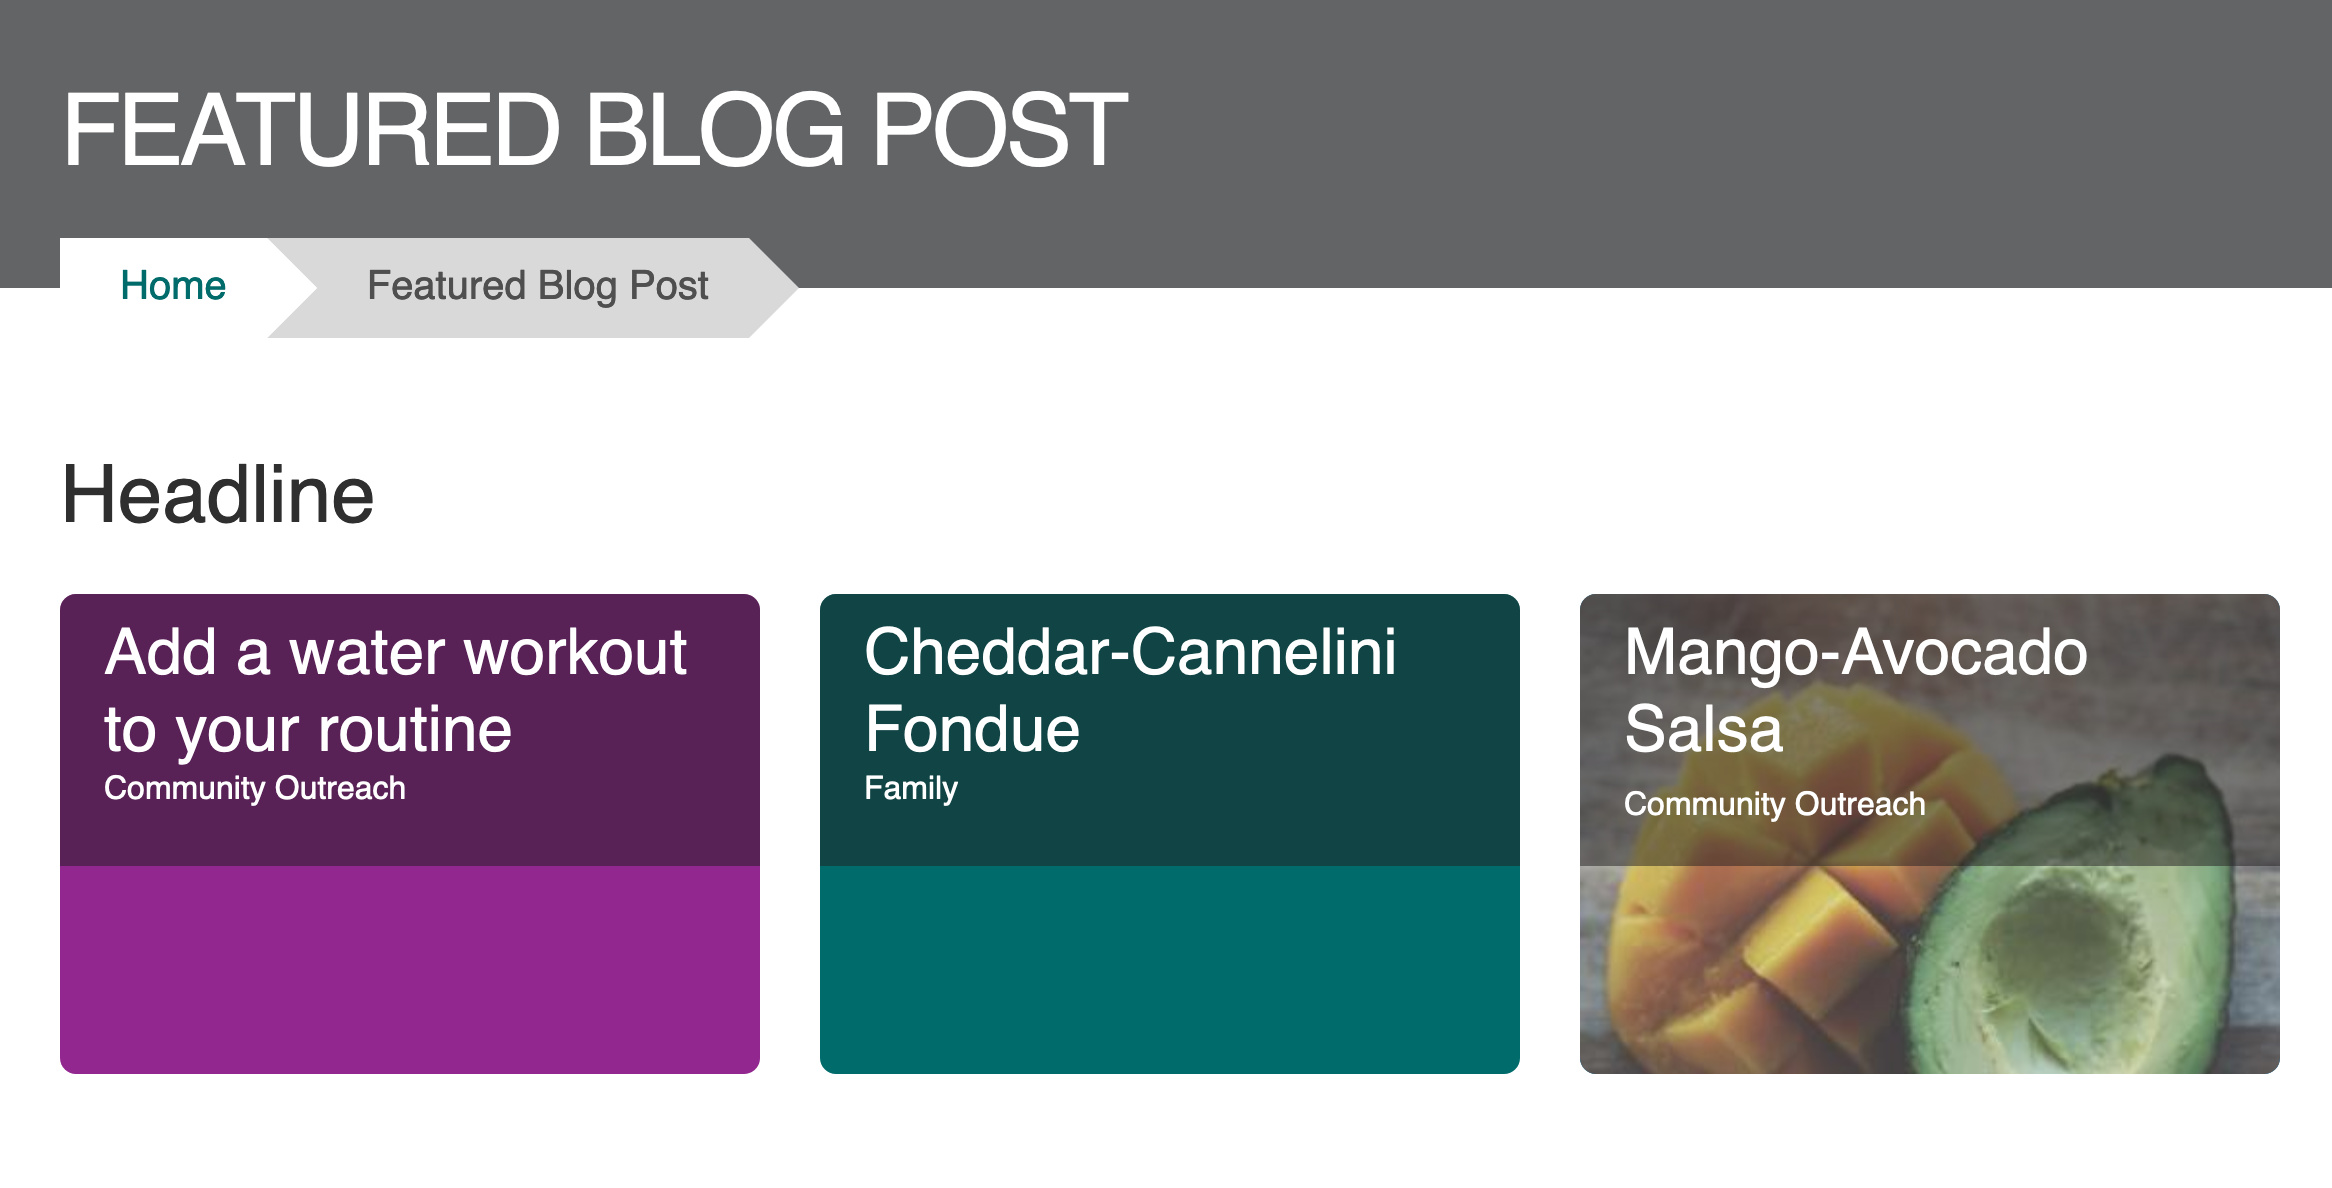 FEATURED BLOG POST
Home
Featured Blog Post
Headline
Add a water workout
to your routine
Community Outreach
Cheddar-Cannelini
Fondue
Family
Mango-Avocado
Salsa
Community Outreach